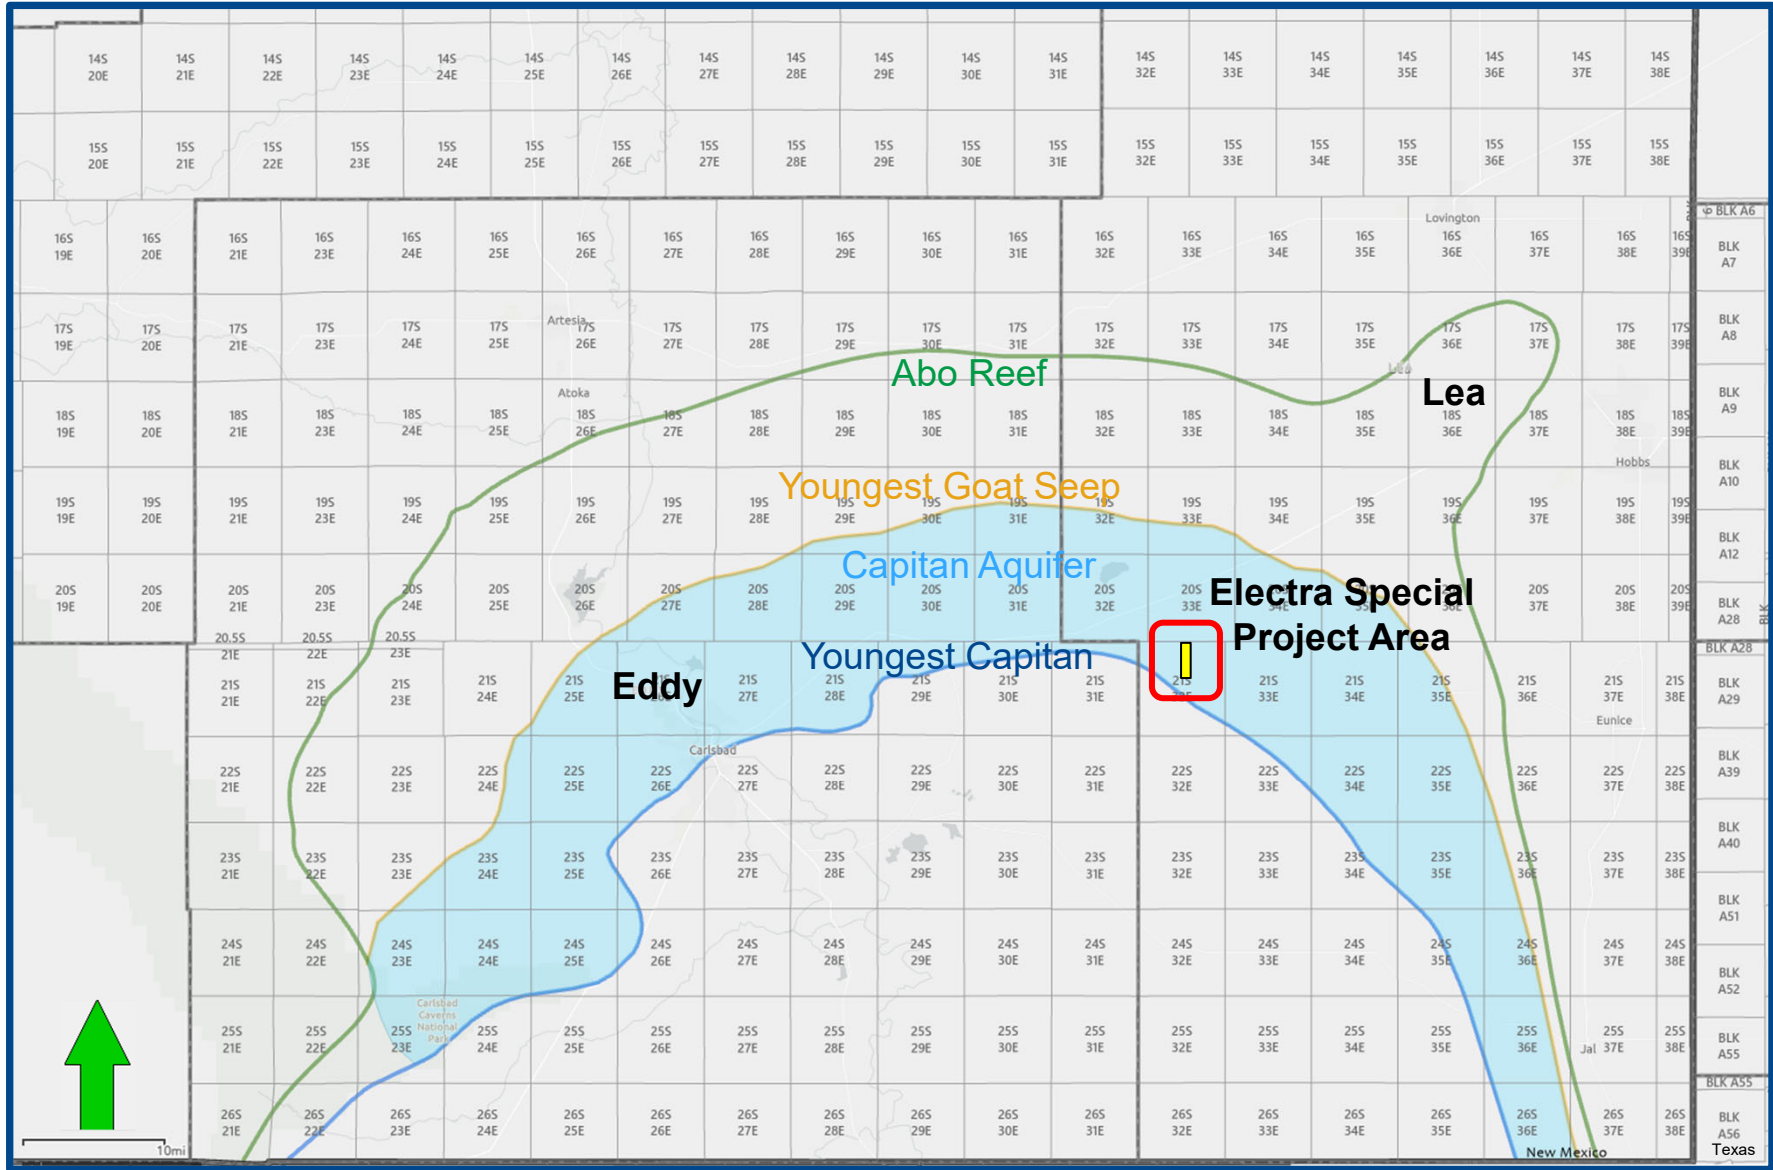 14S 14S 14S 14S 14S 14S 14S 14S 14S 14S 14S 14S 14S 14S 14S 14S 14S 14S 14S
20E 21E 22E 23E 24E 25E 26E 27E 28E 29E 30E 31E 32E 33E 34E 35E 36E 37E 38E
15S 15S 15S 15S 15S 15S 15S 15S 15S 15S 15S 15S 15S 15S 15S 15S 15S 15S 15S
20E 21E 22E 23E 24E 25E 26E 27E 28E 29E 30E 31E 32E 33E 34E 35E 36E 37E 38E
BLK A6
Lovington
16S 16S 16S 16S 16S 16S 16S 16S 16S 16S 16S 16S 16S 16S 16S 16S 16S 16S 16S 16S BLK
19E 20E 21E 23E 24E 25E 26E 27E 28E 29E 30E 31E 32E 33E 34E 35E 36E 37E 38E 39E A7
Artesia
17S 17S 17S 17S 17S 17S 17S 17S 17S 17S 17S 17S 17S 17S 17S 17S 17S 17S 17S 17S BLK
19E 20E 21E 23E 24E 25E 26E 27E 28E 29E 30E 31E 32E 33E 34E 35E 36E 37E 38E 39E A8
Abo Reef
Lea
Lea
Atoka
18S 18S 18S 18S 18S 18S 18S 18S 18S 18S 18S 18S 18S 18S 18S 18S 18S 18S 18S 18S BLK
19E 20E 21E 23E 24E 25E 26E 27E 28E 29E 30E 31E 32E 33E 34E 35E 36E 37E 38E 39E A9
Hobbs
BLK
A10
Youngest Goat Seep
19S 19S 19S 19S 19S 19S 19S 19S 19S 19S 19S 19S 19S 19S 19S 19S 19S 19S 19S 19S
19E 20E 21E 23E 24E 25E 26E 27E 28E 29E 30E 31E 32E 33E 34E 35E 36E 37E 38E 39E
BLK
A12
Capitan Aquifer
20S 20S 20S 20S 20S 20S 20S 20S 20S 20S 20S 20S 20S 20S 20S 20S 20S
19E 20E 21E 23E 24E 25E 26E 27E 28E 29E 30E 31E 32E 33E 34E 36E 37E 38E 39E
BLK
A28
BLK
Electra Special
Project Area
20.5S 20.5S 20.5S
21E 22E 23E
BLK A28
Youngest Capitan
Eddy
21S 21S 21S 21S 21S 21S 21S 21S 21S 21S 21S 21S 21S 21S 21S 21S 21S BLK
21E 22E 23E 24E 25E 26E 27E 28E 29E 30E 31E 32E 33E 34E 35E 36E 37E 38E A29
Eunice
Carlsbad
22S 22S 22S 22S 22S 22S 22S 22S 22S 22S 22S 22S 22S 22S 22S 22S 22S 22S BLK
21E 22E 23E 24E 25E 26E 27E 28E 29E 30E 31E 32E 33E 34E 35E 36E 37E 38E A39
BLK
A40
23S 23S 23S 23S 23S 23S 23S 23S 23S 23S 23S 23S 23S 23S 23S 23S 23S 23S
21E 22E 23E 24E 25E 26E 27E 28E 29E 30E 31E 32E 33E 34E 35E 36E 37E 38E
BLK
A51
24S 24S 24S 24S 24S 24S 24S 24S 24S 24S 24S 24S 24S 24S 24S 24S 24S 24S
21E 22E 23E 24E 25E 26E 27E 28E 29E 30E 31E 32E 33E 34E 35E 36E 37E 38E
BLK
A52
Carlsbad
Caverns
National
Park
25S 25S 25S 25S 25S 25S 25S 25S 25S 25S 25S 25S 25S 25S 25S 25S 25S 25S BLK
21E 22E 23E 24E 25E 26E 27E 28E 29E 30E 31E 32E 33E 34E 35E 36E Jal 37E 38E A55
BLK A55
26S 26S 26S 26S 26S 26S 26S 26S 26S 26S 26S 26S 26S 26S 26S 26S 26S 26S BLK
21E 22E 23E 24E 25E 26E 27E 28E 29E 30E 31E 32E 33E 34E 35E 36E 37E 38E A56
10mi
New Mexico
Texas